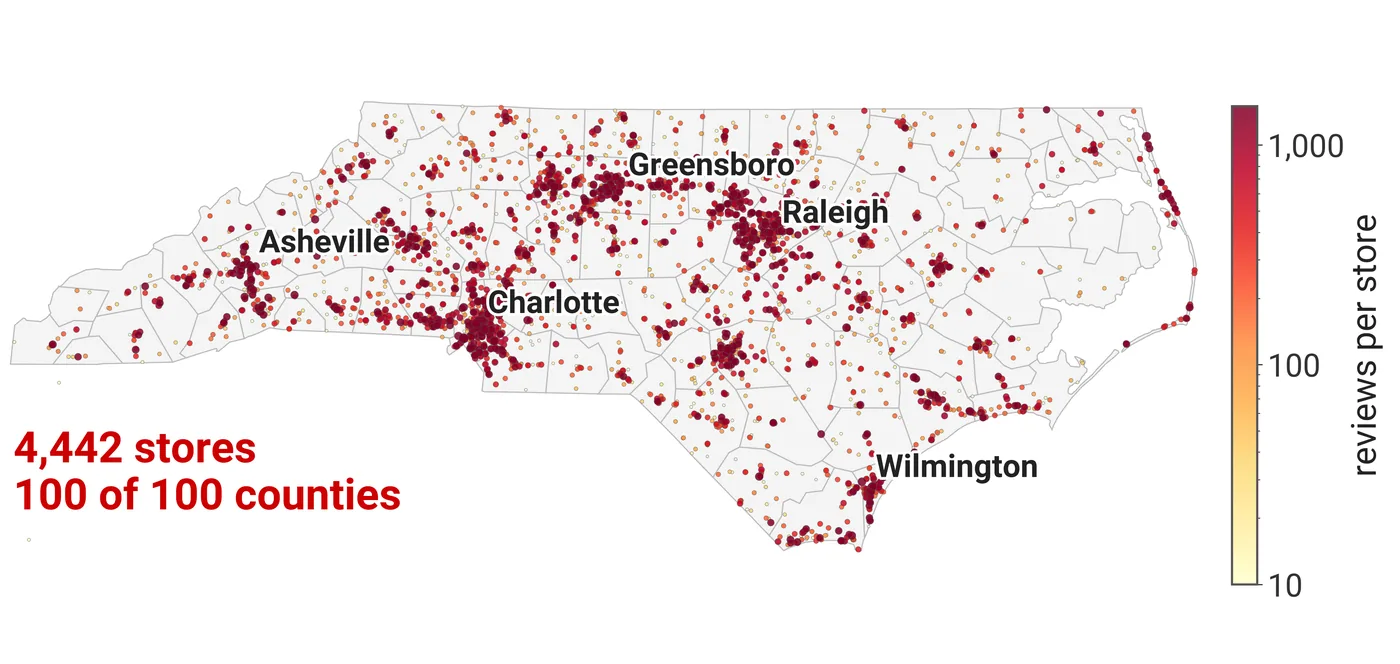 Greensboro
Raleigh
Asheville
Charlotte
Wilmington
4,442 stores
100 of 100 counties
1,000
100
10
reviews per store